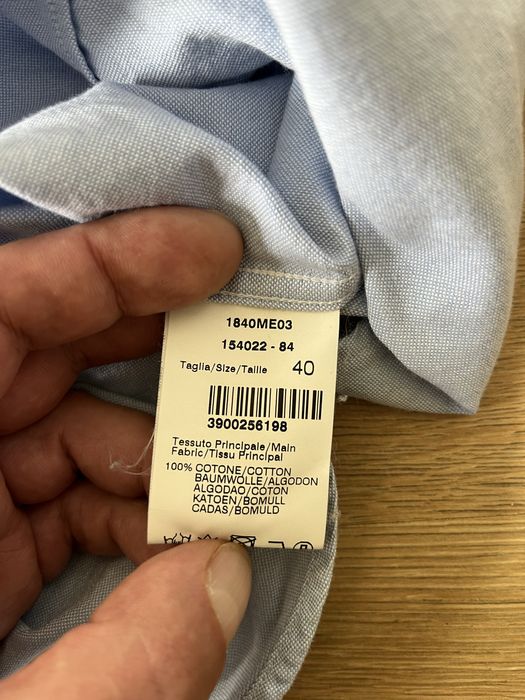 1840ME03
154022 - 84
Taglia/Size/Taille 40
3900256198
Tessuto Principale/Main
Fabric/Tissu Principal
100% COTONE/COTTON
BAUMWOLLE/ALGODON
ALGODAO/COTON
KATOEN/BOMULL
CADAS/BOMULD